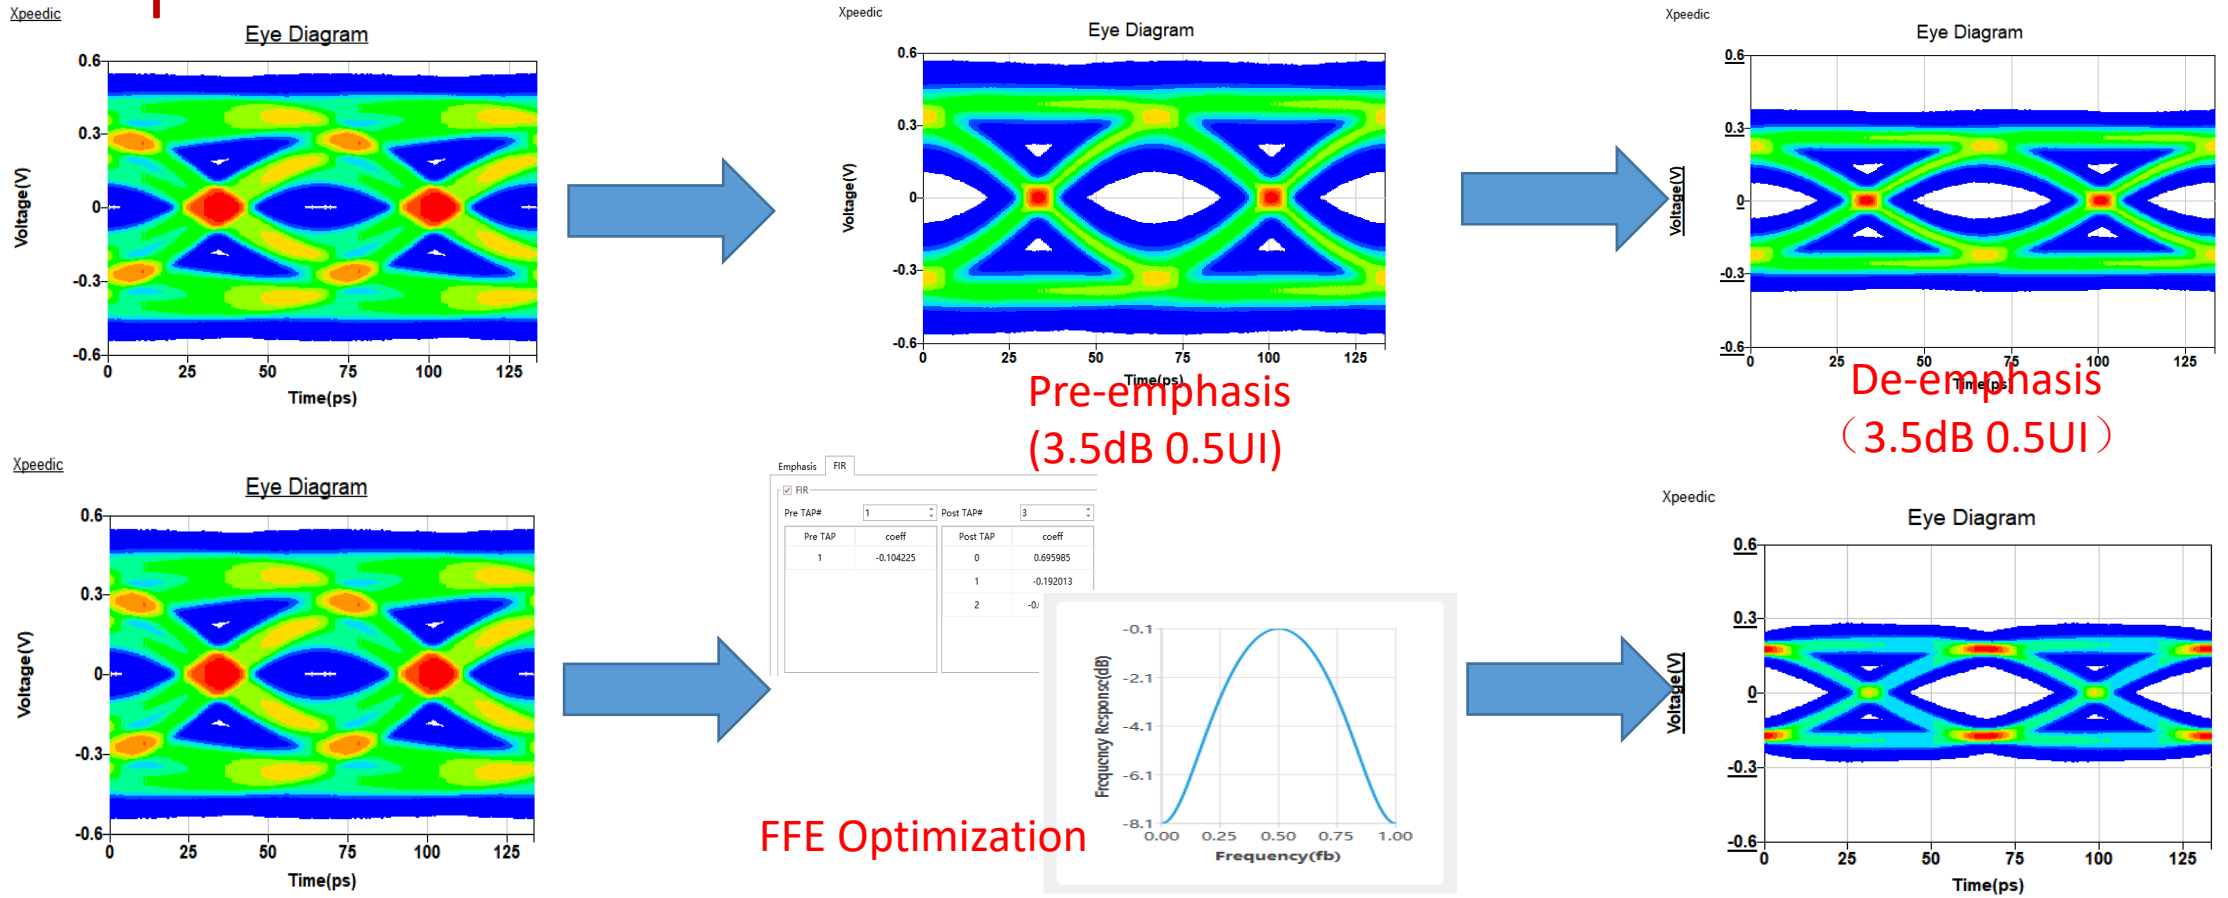 Xpeedic
Eye Diagram
0.6
0.3
0
-0.3
-0.6
Voltage(V)
0 25 50 75 100 125
Time(ps)
Xpeedic
Eye Diagram
0.6
0.3
0
-0.3
-0.6
Voltage(V)
0 25 50 75 100 125
Time(ps)
Pre-emphasis
(3.5dB 0.5UI)
Xpeedic
Eye Diagram
0.6
0.3
0
-0.3
-0.6
Voltage(V)
0 25 50 75 100 125
Time(ps)
De-emphasis
（3.5dB 0.5UI）
Xpeedic
Eye Diagram
0.6
0.3
0
-0.3
-0.6
Voltage(V)
0 25 50 75 100 125
Time(ps)
Emphasis FIR
FIR
Pre TAP# 1 Post TAP# 3
Pre TAP coeff Post TAP coeff
1 -0.104225 0 0.695985
1 -0.192013
2 -0.
FFE Optimization
-0.1
-2.1
-4.1
-6.1
-8.1
Frequency Response(dB)
0.00 0.25 0.50 0.75 1.00
Frequency(fb)
Xpeedic
Eye Diagram
0.6
0.3
0
-0.3
-0.6
Voltage(V)
0 25 50 75 100 125
Time(ps)